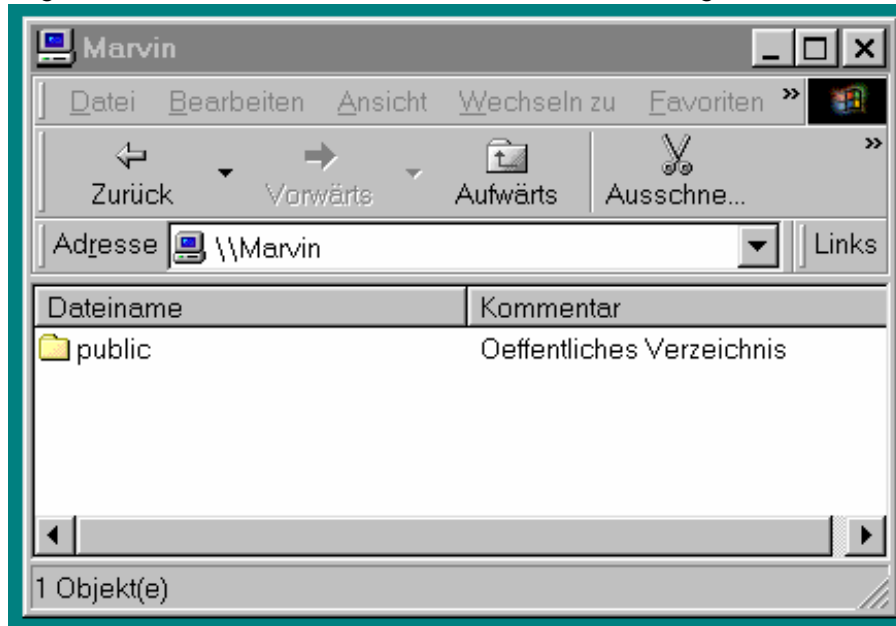 Marvin
Datei Bearbeiten Ansicht Wechseln zu Favoriten »
Zurück Vorwärts Aufwärts Ausschne... »
Adresse \\Marvin Links
Dateiname Kommentar
public Oeffentliches Verzeichnis
1 Objekt(e)